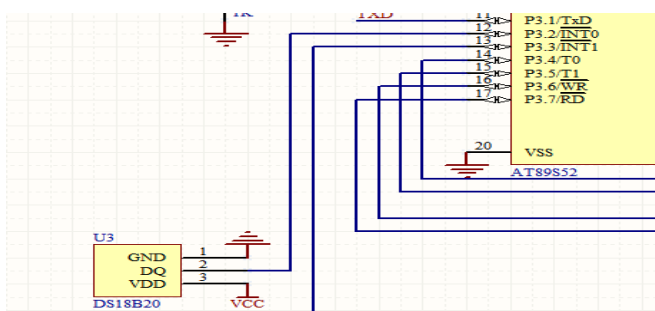 1K
TXD
11 P3.1/TxD
12 P3.2/INT0
13 P3.3/INT1
14 P3.4/T0
15 P3.5/T1
16 P3.6/WR
17 P3.7/RD
20 VSS
AT89S52
U3
GND 1
DQ 2
VDD 3
DS18B20
VCC